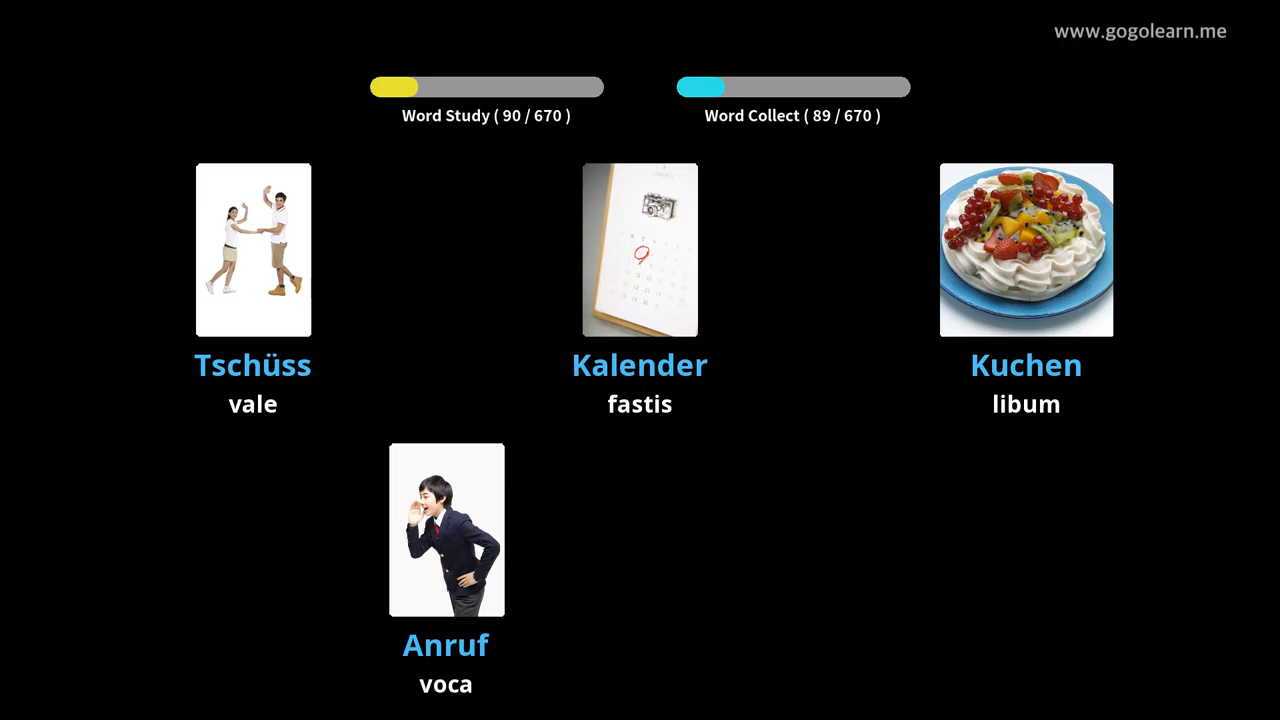 www.gogolearn.me
Word Study ( 90 / 670 )
Word Collect ( 89 / 670 )
Tschüss
vale
Kalender
fastis
9
Kuchen
libum
Anruf
voca